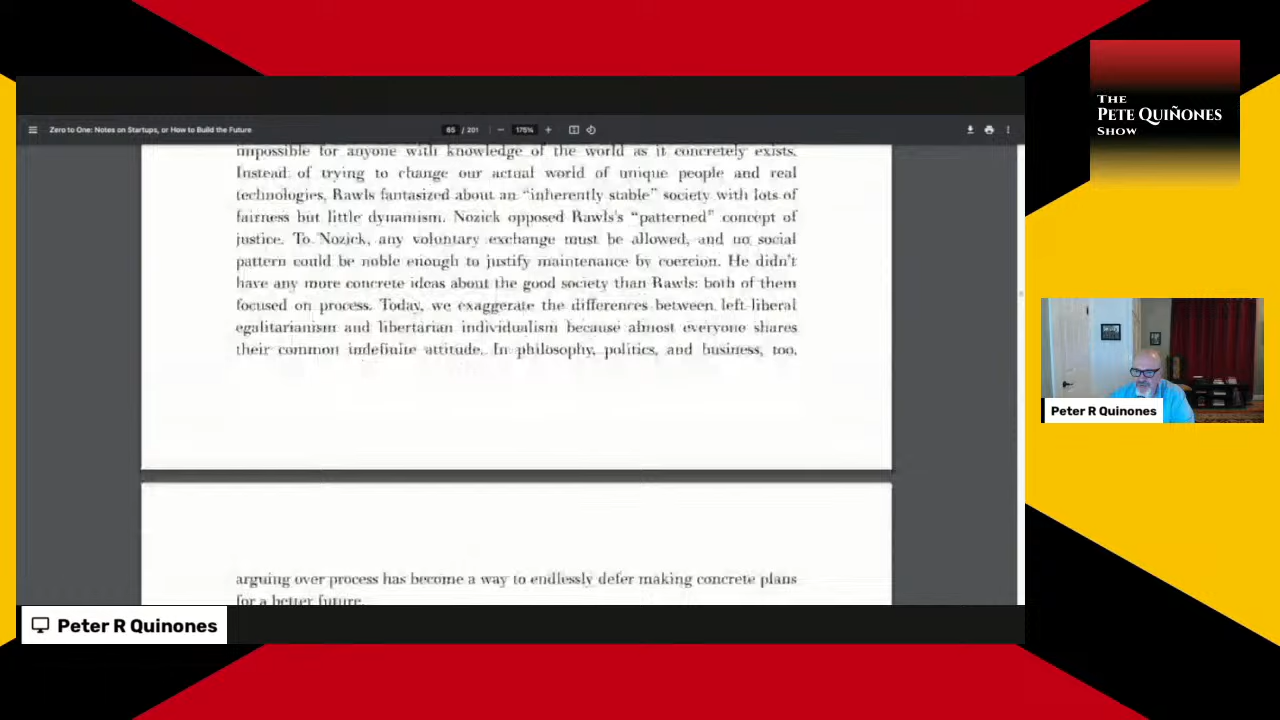 THE
PETE QUIÑONES
SHOW
Zero to One: Notes on Startups, or How to Build the Future
65 / 201
175%
impossible for anyone with knowledge of the world as it concretely exists.
Instead of trying to change our actual world of unique people and real
technologies, Rawls fantasized about an “inherently stable” society with lots of
fairness but little dynamism. Nozick opposed Rawls's “patterned” concept of
justice. To Nozick, any voluntary exchange must be allowed, and no social
pattern could be noble enough to justify maintenance by coercion. He didn't
have any more concrete ideas about the good society than Rawls: both of them
focused on process. Today, we exaggerate the differences between left-liberal
egalitarianism and libertarian individualism because almost everyone shares
their common indefinite attitude. In philosophy, politics, and business, too,
arguing over process has become a way to endlessly defer making concrete plans
for a better future.
Peter R Quinones
Peter R Quinones